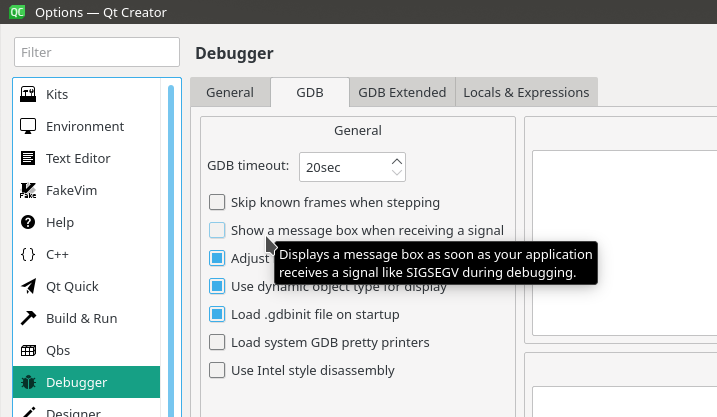 QC Options — Qt Creator
Filter
Kits
Environment
Text Editor
FakeVim
Help
C++
Qt Quick
Build & Run
Qbs
Debugger
Designer
Debugger
General
GDB
GDB Extended
Locals & Expressions
General
GDB timeout:
20sec
Skip known frames when stepping
Show a message box when receiving a signal
Displays a message box as soon as your application
receives a signal like SIGSEGV during debugging.
Adjust
Use dynamic object type for display
Load .gdbinit file on startup
Load system GDB pretty printers
Use Intel style disassembly